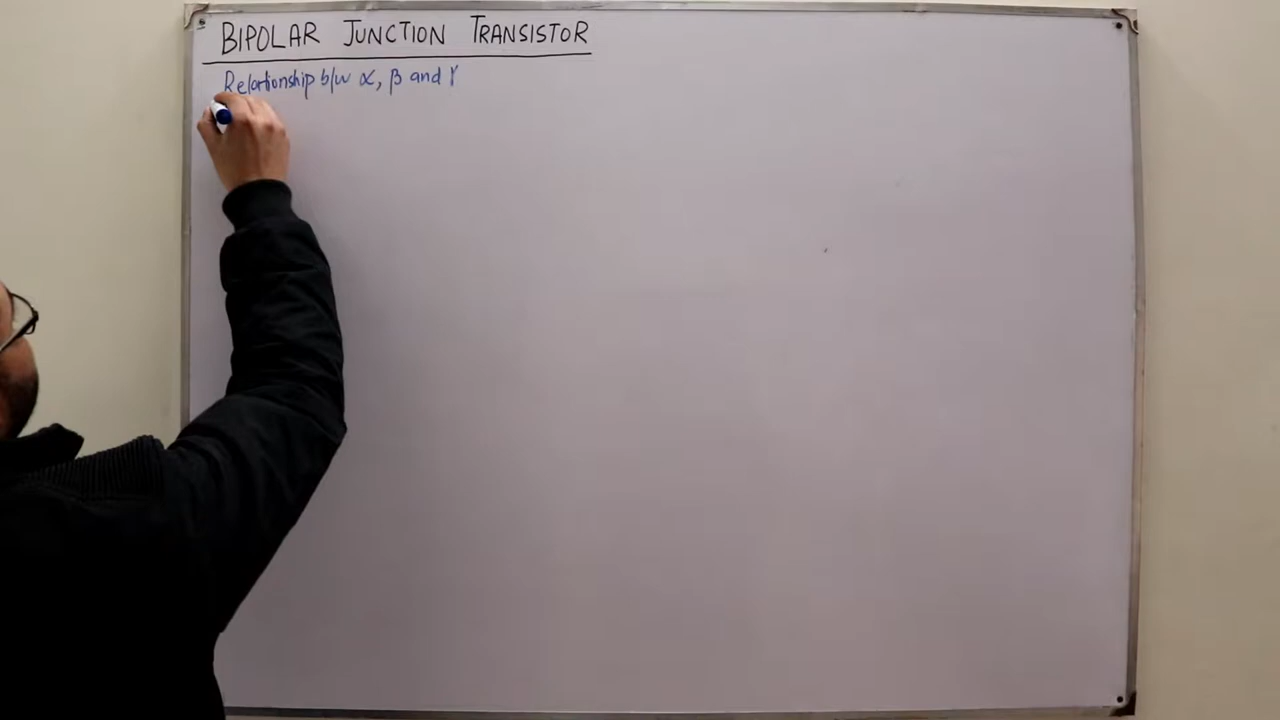 BIPOLAR JUNCTION TRANSISTOR
Relationship b/w α, β and γ